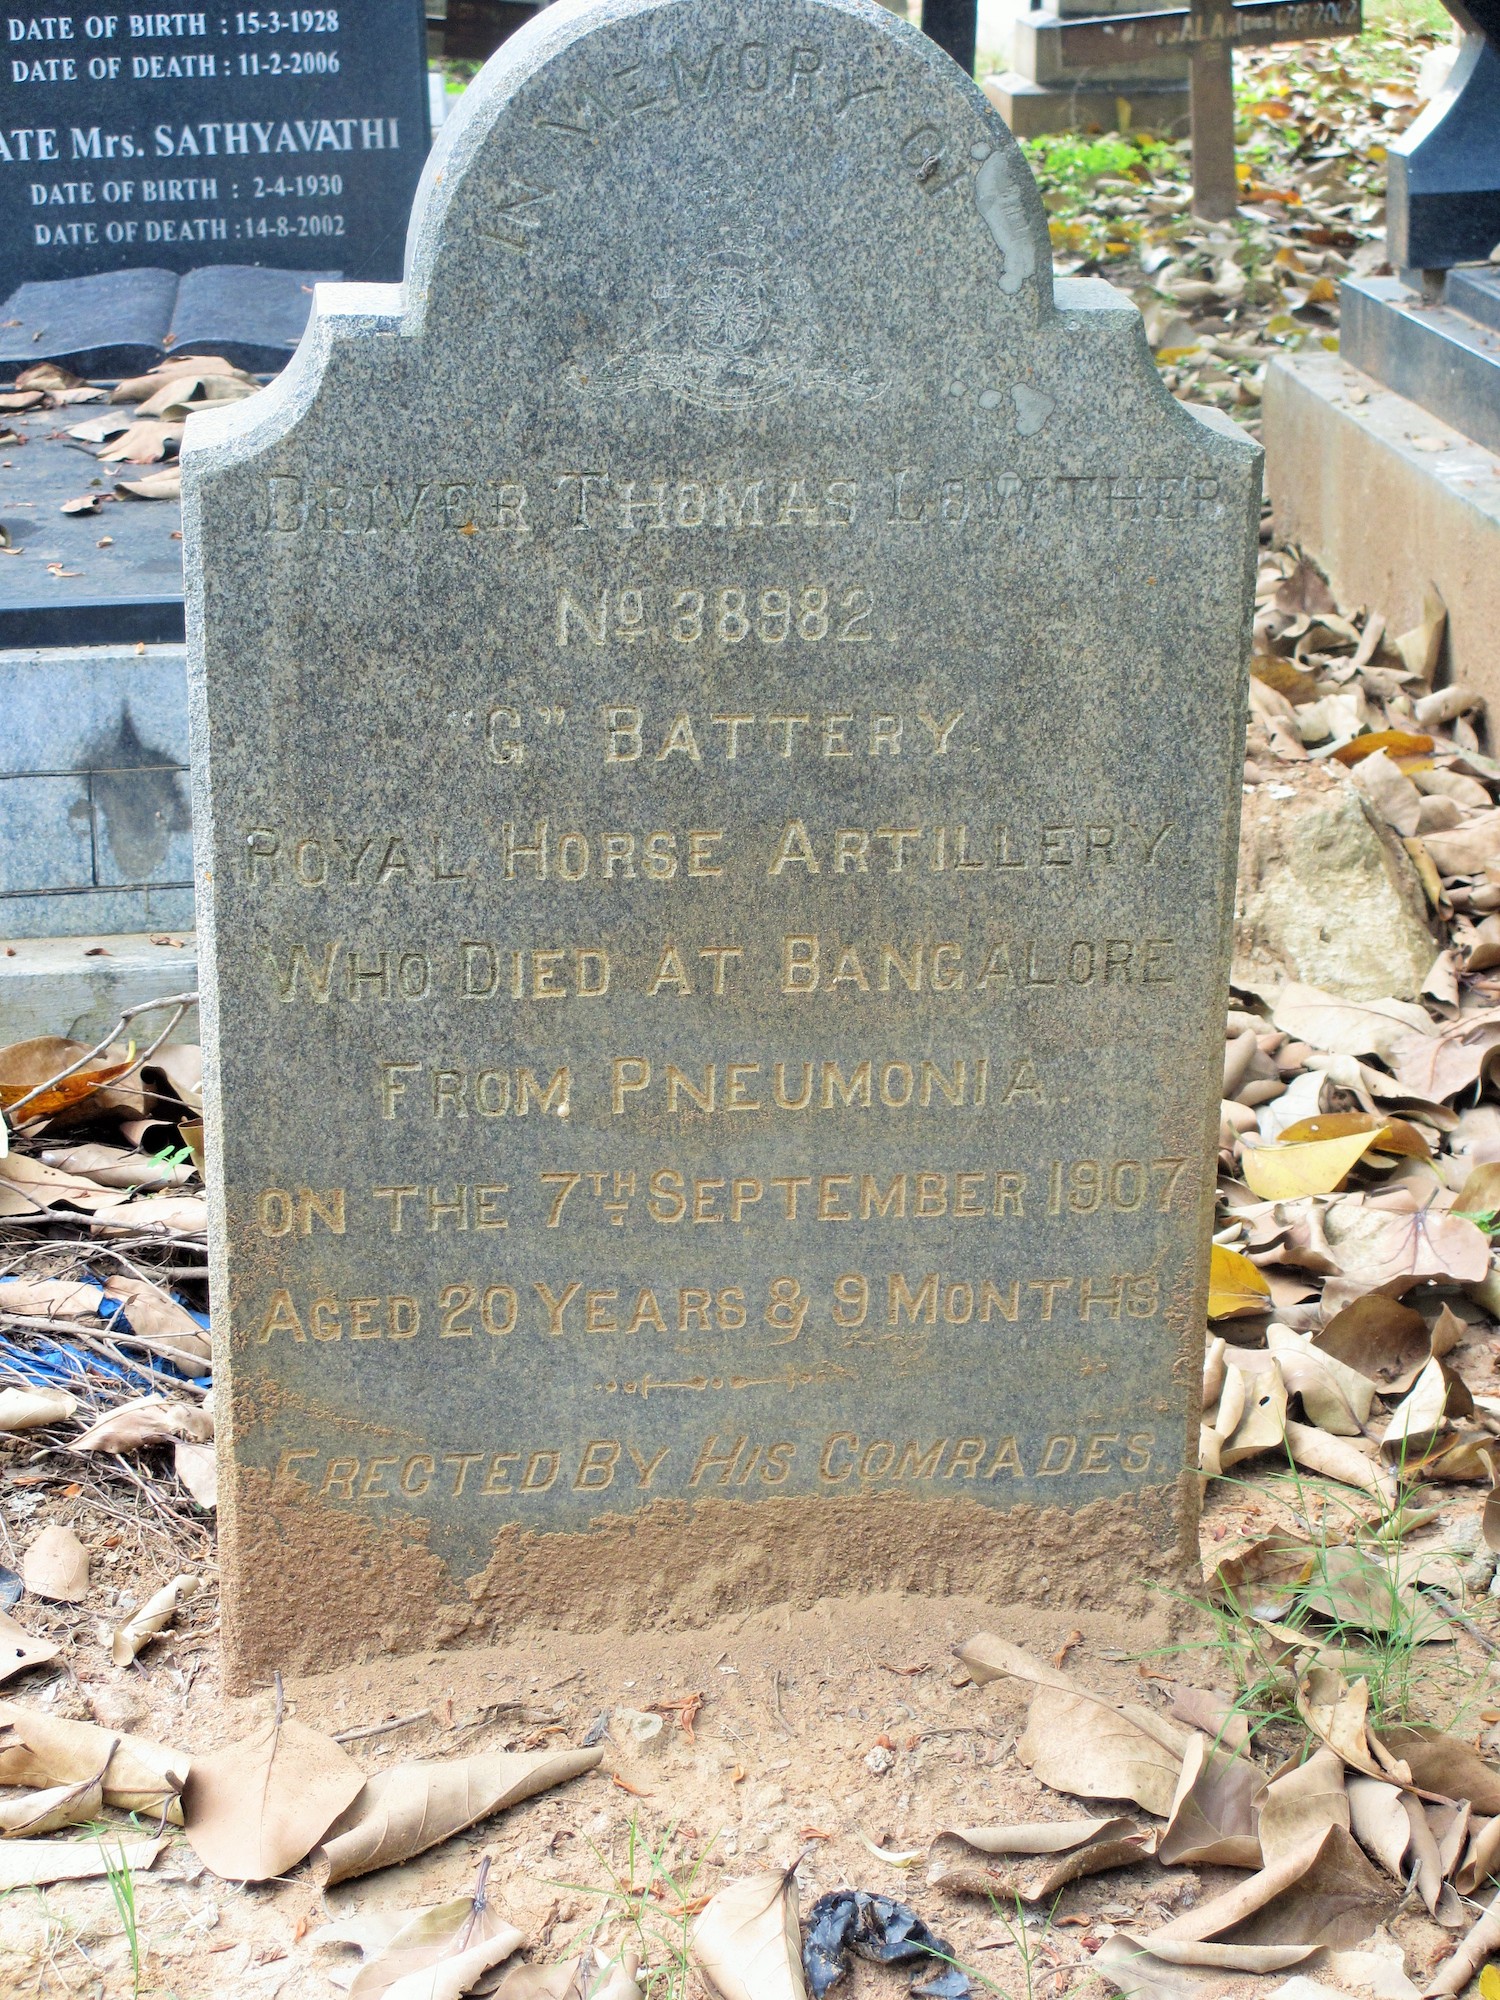 DATE OF BIRTH : 15-3-1928
DATE OF DEATH : 11-2-2006
ATE Mrs. SATHYAVATHI
DATE OF BIRTH : 2-4-1930
DATE OF DEATH : 14-8-2002
IN MEMORY OF
DRIVER THOMAS LOWTHER
No 38982.
"G" BATTERY.
ROYAL HORSE ARTILLERY.
WHO DIED AT BANGALORE
FROM PNEUMONIA.
ON THE 7TH SEPTEMBER 1907
AGED 20 YEARS & 9 MONTHS
ERECTED BY HIS COMRADES.